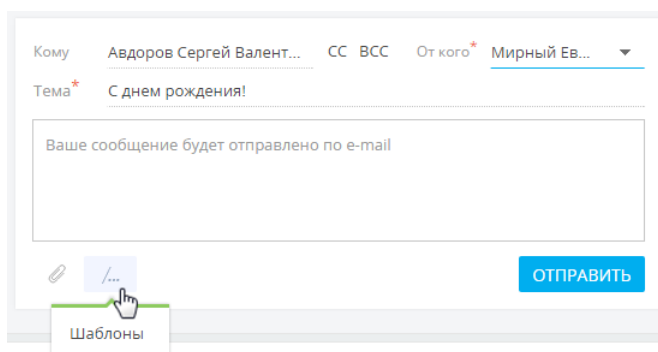 Кому Авдоров Сергей Валент... CC BCC От кого* Мирный Ев...
Тема* С днем рождения!
Ваше сообщение будет отправлено по e-mail
/... ОТПРАВИТЬ
Шаблоны